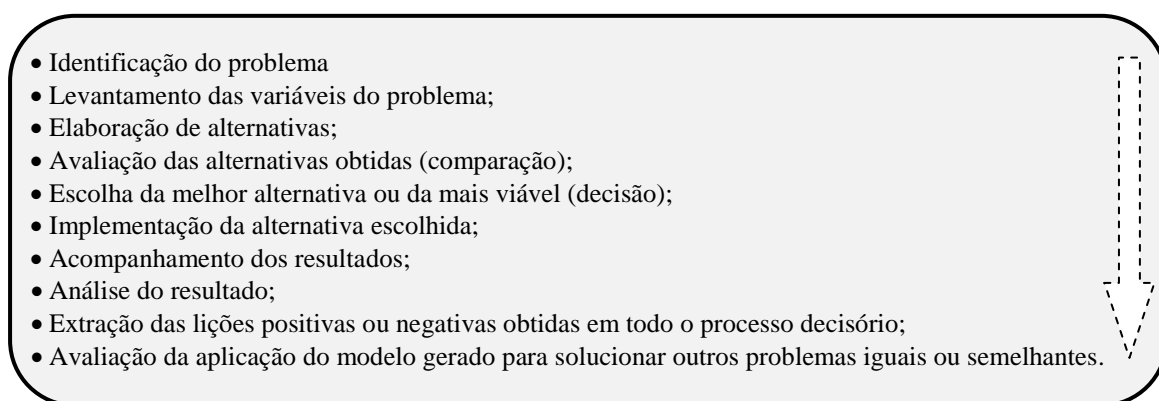 • Identificação do problema
• Levantamento das variáveis do problema;
• Elaboração de alternativas;
• Avaliação das alternativas obtidas (comparação);
• Escolha da melhor alternativa ou da mais viável (decisão);
• Implementação da alternativa escolhida;
• Acompanhamento dos resultados;
• Análise do resultado;
• Extração das lições positivas ou negativas obtidas em todo o processo decisório;
• Avaliação da aplicação do modelo gerado para solucionar outros problemas iguais ou semelhantes.